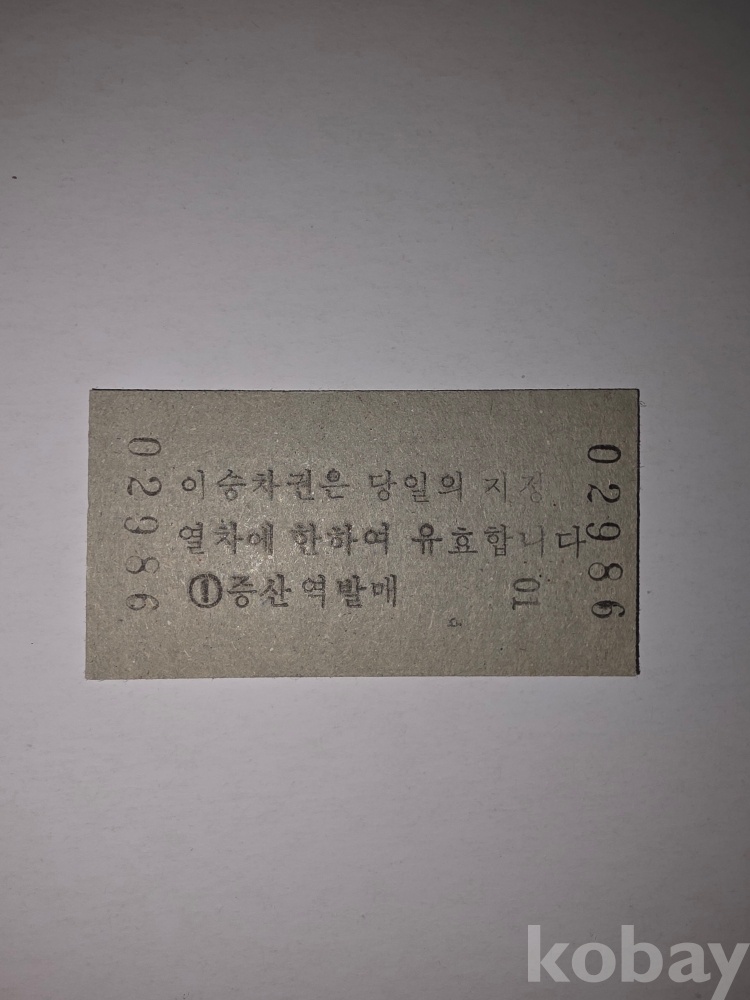 02986
이승차권은 당일의 지정
열차에 한하여 유효합니다
①증산역발매 01
02986
kobay